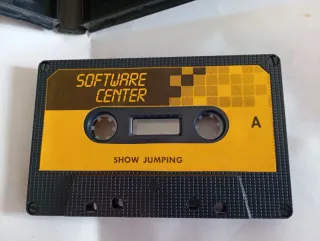 SOFTWARE
CENTER
A
SHOW JUMPING